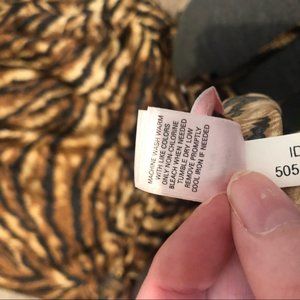 MACHINE WASH WARM
WITH LIKE COLORS
ONLY NON-CHLORINE
BLEACH WHEN NEEDED
TUMBLE DRY LOW
REMOVE PROMPTLY
COOL IRON IF NEEDED
ID
505